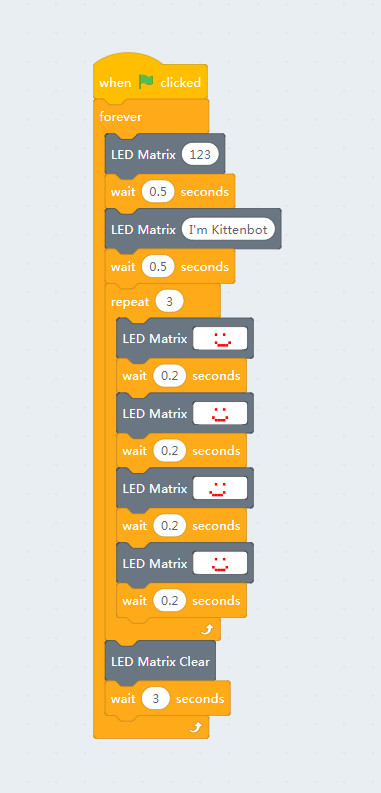 when clicked
forever
LED Matrix 123
wait 0.5 seconds
LED Matrix I'm Kittenbot
wait 0.5 seconds
repeat 3
LED Matrix
wait 0.2 seconds
LED Matrix
wait 0.2 seconds
LED Matrix
wait 0.2 seconds
LED Matrix
wait 0.2 seconds
LED Matrix Clear
wait 3 seconds